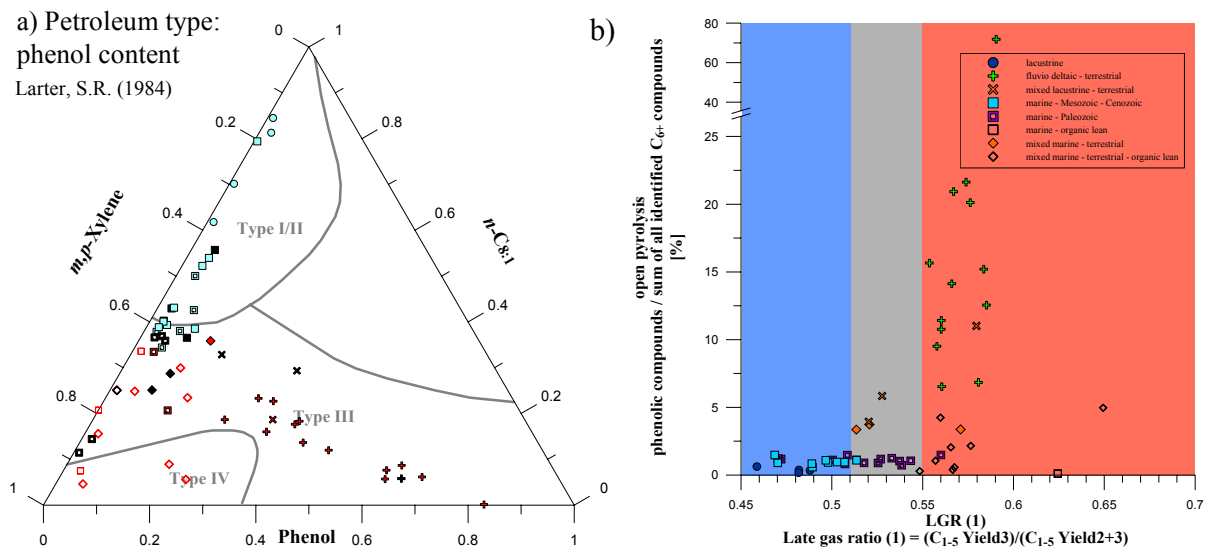 a) Petroleum type:
phenol content
Larter, S.R. (1984)
0
1
0.2
0.8
0.4
0.6
0.6
0.4
0.8
0.2
1
0
m,p-Xylene
n-C8:1
Type I/II
Type III
Type IV
0
0.2
0.4
0.6
0.8
1
Phenol
b)
80
60
40
25
20
15
10
5
0
open pyrolysis
phenolic compounds / sum of all identified C6+ compounds
[%]
lacustrine
fluvio deltaic - terrestrial
mixed lacustrine - terrestrial
marine - Mesozoic - Cenozoic
marine - Paleozoic
marine - organic lean
mixed marine - terrestrial
mixed marine - terrestrial - organic lean
0.45
0.5
0.55
0.6
0.65
0.7
LGR (1)
Late gas ratio (1) = (C1-5 Yield3)/(C1-5 Yield2+3)